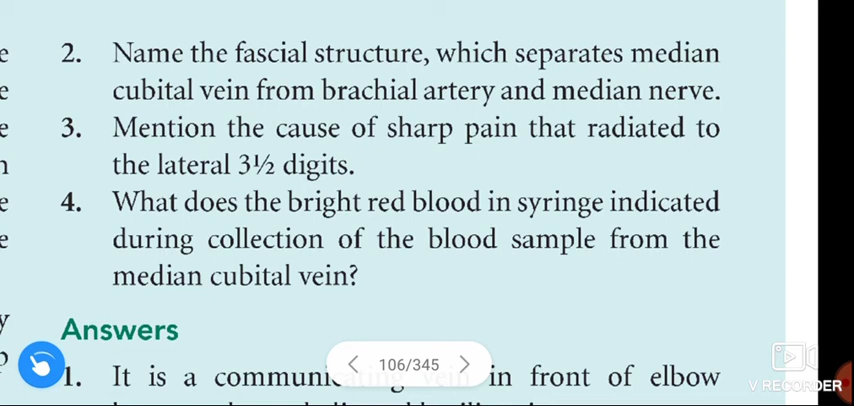 2. Name the fascial structure, which separates median
cubital vein from brachial artery and median nerve.
3. Mention the cause of sharp pain that radiated to
the lateral 3½ digits.
4. What does the bright red blood in syringe indicated
during collection of the blood sample from the
median cubital vein?
Answers
106/345
1. It is a communicating vein in front of elbow
V RECORDER